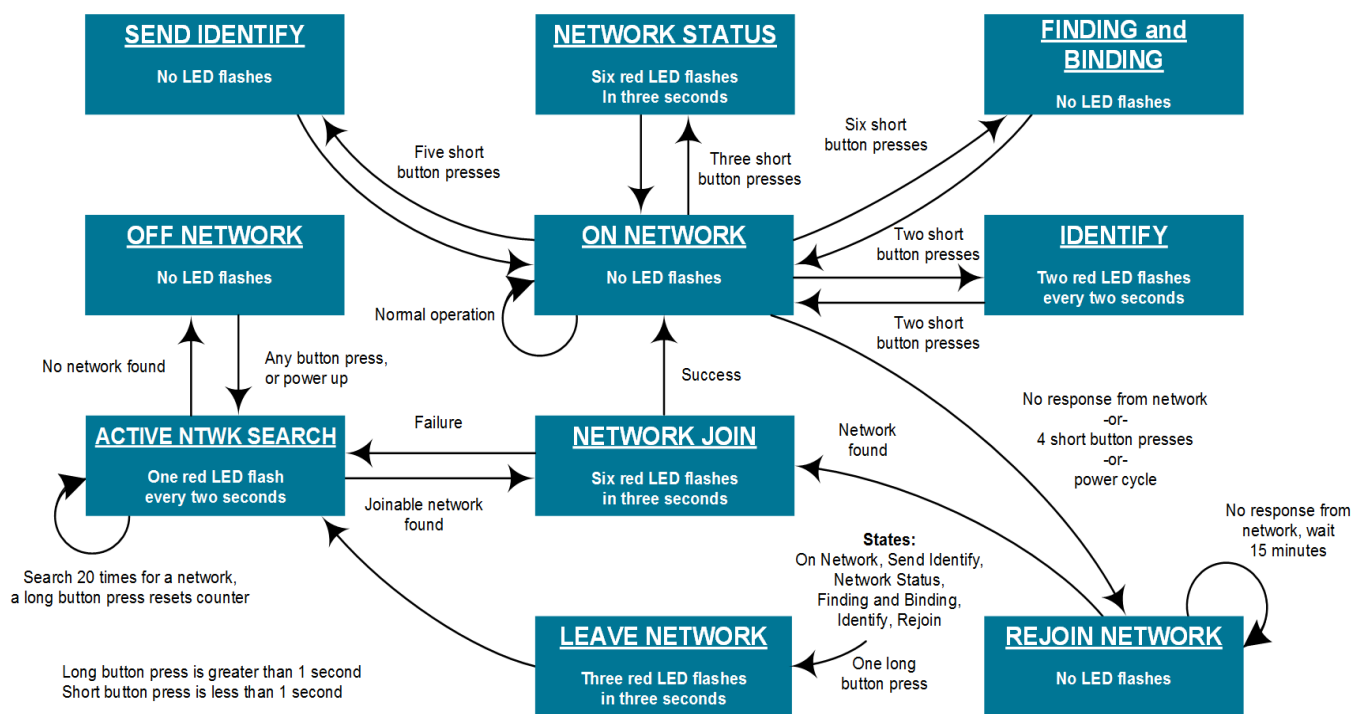 SEND IDENTIFY
No LED flashes
NETWORK STATUS
Six red LED flashes
In three seconds
FINDING and
BINDING
No LED flashes
Five short
button presses
Three short
button presses
Six short
button presses
OFF NETWORK
No LED flashes
ON NETWORK
No LED flashes
Two short
button presses
IDENTIFY
Two red LED flashes
every two seconds
Normal operation
Two short
button presses
No network found
Any button press,
or power up
Success
No response from network
-or-
4 short button presses
-or-
power cycle
ACTIVE NTWK SEARCH
One red LED flash
every two seconds
Failure
Joinable network
found
NETWORK JOIN
Six red LED flashes
in three seconds
Network
found
No response from
network, wait
15 minutes
Search 20 times for a network,
a long button press resets counter
States:
On Network, Send Identify,
Network Status,
Finding and Binding,
Identify, Rejoin
LEAVE NETWORK
Three red LED flashes
in three seconds
One long
button press
REJOIN NETWORK
No LED flashes
Long button press is greater than 1 second
Short button press is less than 1 second